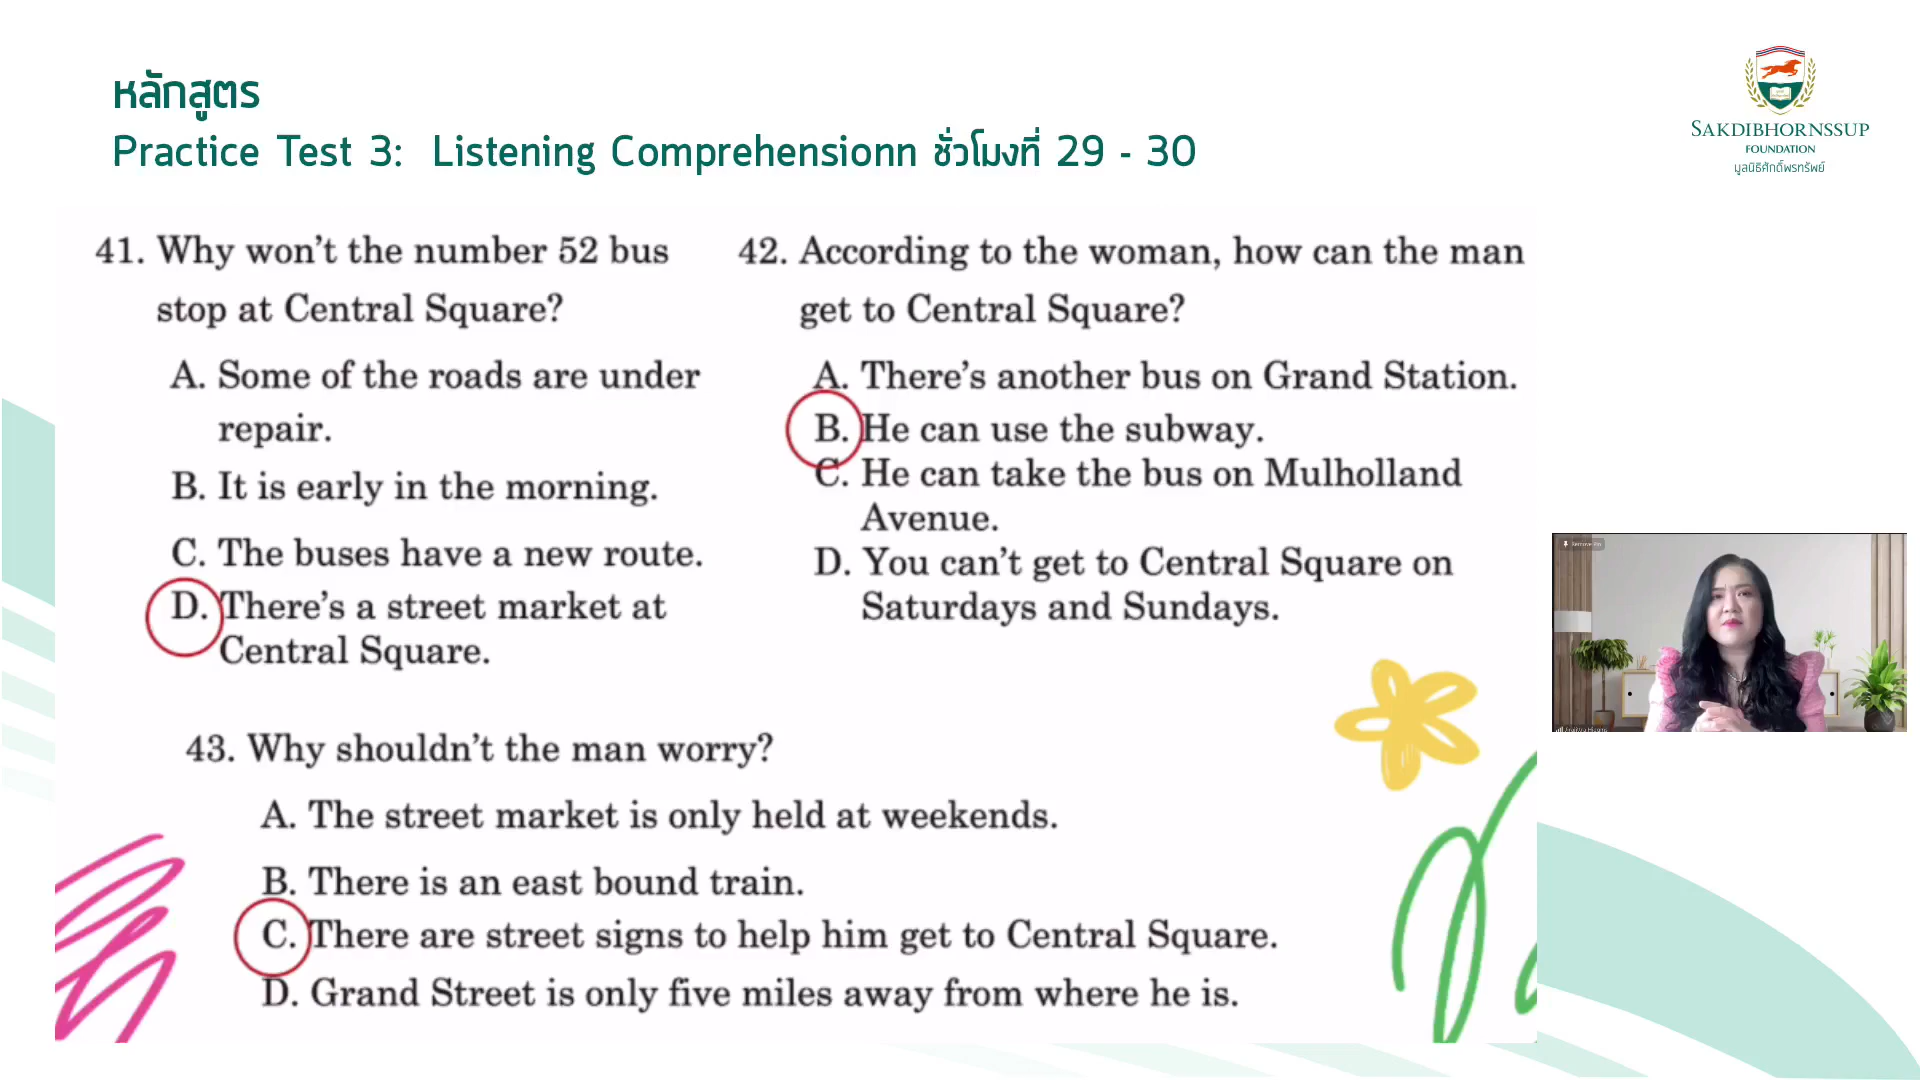 หลักสูตร
Practice Test 3: Listening Comprehensionn ชั่วโมงที่ 29 - 30
SAKDIBHORNSSUP
FOUNDATION
มูลนิธิศักดิ์พรทรัพย์
41. Why won't the number 52 bus
stop at Central Square?
A. Some of the roads are under
repair.
B. It is early in the morning.
C. The buses have a new route.
D. There's a street market at
Central Square.
42. According to the woman, how can the man
get to Central Square?
A. There's another bus on Grand Station.
B. He can use the subway.
C. He can take the bus on Mulholland
Avenue.
D. You can't get to Central Square on
Saturdays and Sundays.
43. Why shouldn't the man worry?
A. The street market is only held at weekends.
B. There is an east bound train.
C. There are street signs to help him get to Central Square.
D. Grand Street is only five miles away from where he is.
Remove Pin